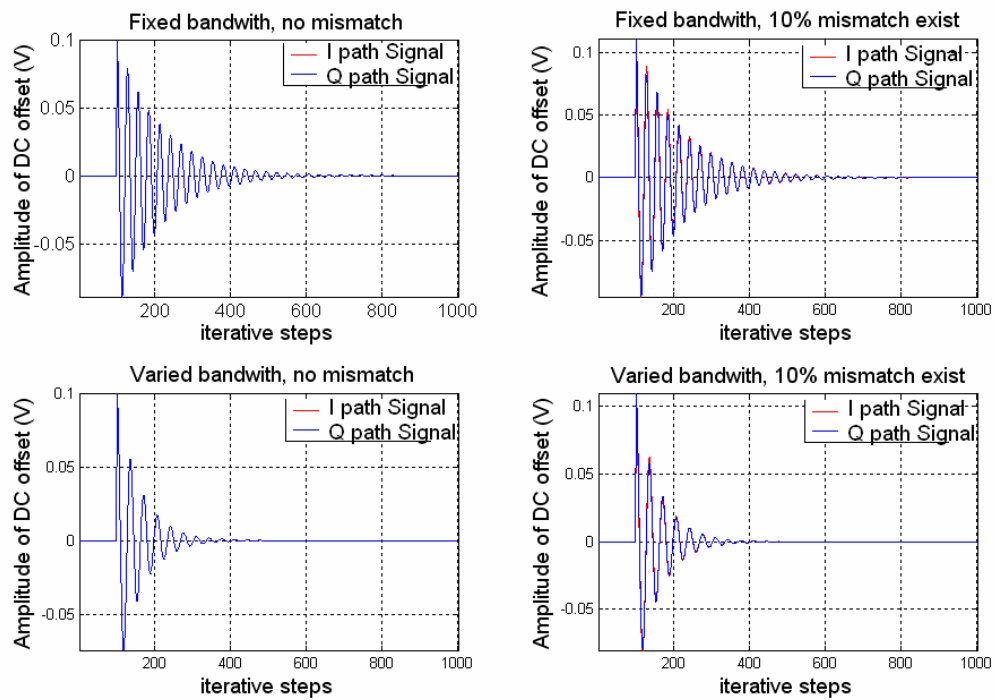 Fixed bandwith, no mismatch
Amplitude of DC offset (V)
0.1
0.05
0
-0.05
I path Signal
Q path Signal
200
400
600
800
1000
iterative steps
Fixed bandwith, 10% mismatch exist
Amplitude of DC offset (V)
0.1
0.05
0
-0.05
I path Signal
Q path Signal
200
400
600
800
1000
iterative steps
Varied bandwith, no mismatch
Amplitude of DC offset (V)
0.1
0.05
0
-0.05
I path Signal
Q path Signal
200
400
600
800
1000
iterative steps
Varied bandwith, 10% mismatch exist
Amplitude of DC offset (V)
0.1
0.05
0
-0.05
I path Signal
Q path Signal
200
400
600
800
1000
iterative steps